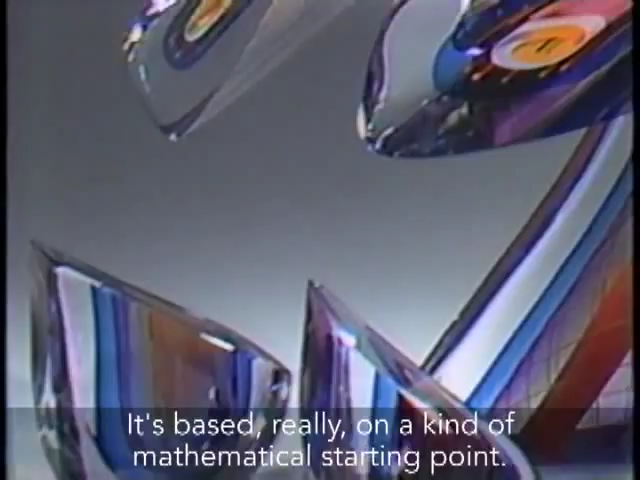 It's based, really, on a kind of
mathematical starting point.